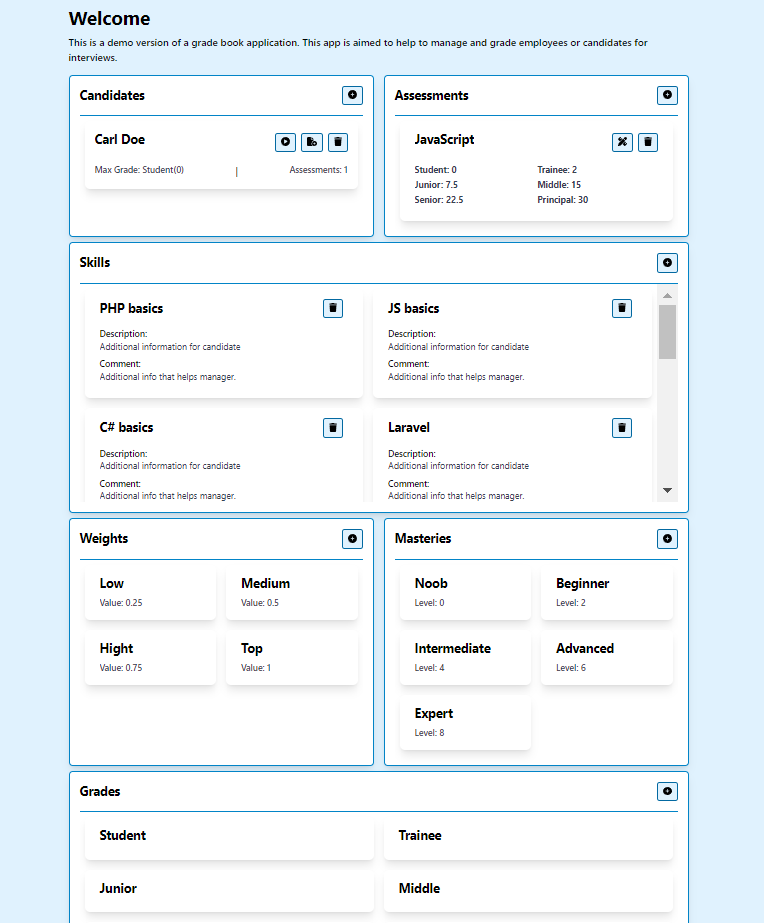 Welcome
This is a demo version of a grade book application. This app is aimed to help to manage and grade employees or candidates for
interviews.
Candidates
Carl Doe
Max Grade: Student(0) | Assessments: 1
Assessments
JavaScript
Student: 0 Trainee: 2
Junior: 7.5 Middle: 15
Senior: 22.5 Principal: 30
Skills
PHP basics
Description:
Additional information for candidate
Comment:
Additional info that helps manager.
JS basics
Description:
Additional information for candidate
Comment:
Additional info that helps manager.
C# basics
Description:
Additional information for candidate
Comment:
Additional info that helps manager.
Laravel
Description:
Additional information for candidate
Comment:
Additional info that helps manager.
Weights
Low
Value: 0.25
Medium
Value: 0.5
Hight
Value: 0.75
Top
Value: 1
Masteries
Noob
Level: 0
Beginner
Level: 2
Intermediate
Level: 4
Advanced
Level: 6
Expert
Level: 8
Grades
Student
Trainee
Junior
Middle